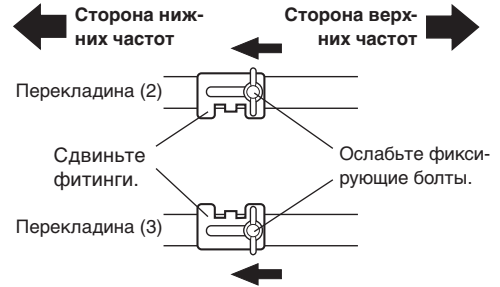 Сторона ниж-
них частот
Сторона верх-
них частот
Перекладина (2)
Сдвиньте
фитинги.
Ослабьте фикси-
рующие болты.
Перекладина (3)